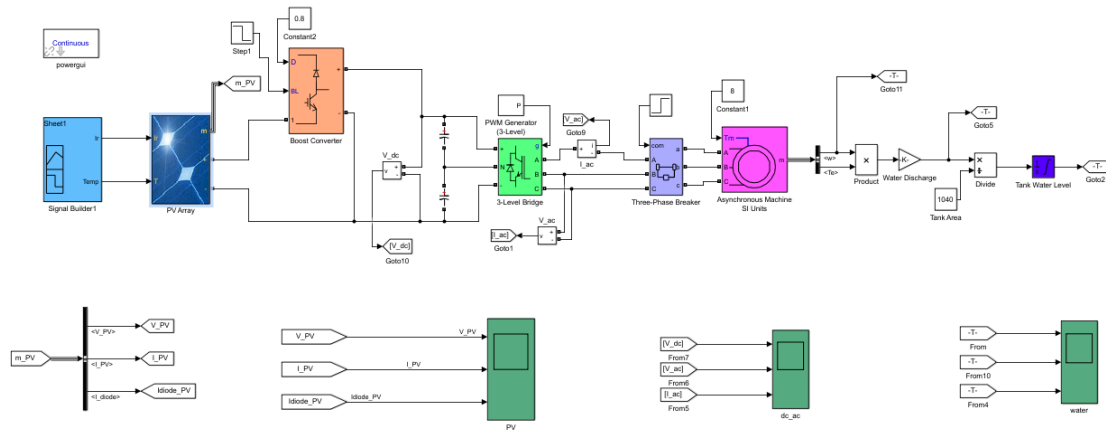 Continuous
powergui
Step1
0.8
Constant2
m_PV
D
BL
1
+
-
Boost Converter
Sheet1
Ir
Temp
Signal Builder1
Ir
T
m
+
-
PV Array
V_dc
+
v
-
[V_dc]
Goto10
P
PWM Generator
(3-Level)
g
+
N
-
A
B
C
3-Level Bridge
[V_ac]
Goto9
i
+
-
I_ac
V_ac
+
v
-
[I_ac]
Goto1
com
A
B
C
a
b
c
Three-Phase Breaker
8
Constant1
Tm
A
B
C
m
Asynchronous Machine
SI Units
<w>
<Te>
×
Product
-T-
Goto11
K-
Water Discharge
-T-
Goto5
1040
Tank Area
×
÷
Divide
Tank Water Level
-T-
Goto2
m_PV
<V_PV>
V_PV
<I_PV>
I_PV
<I_diode>
Idiode_PV
V_PV
V_PV
I_PV
I_PV
Idiode_PV
Idiode_PV
PV
[V_dc]
From7
[V_ac]
From6
[I_ac]
From5
dc_ac
-T-
From
-T-
From10
-T-
From4
water